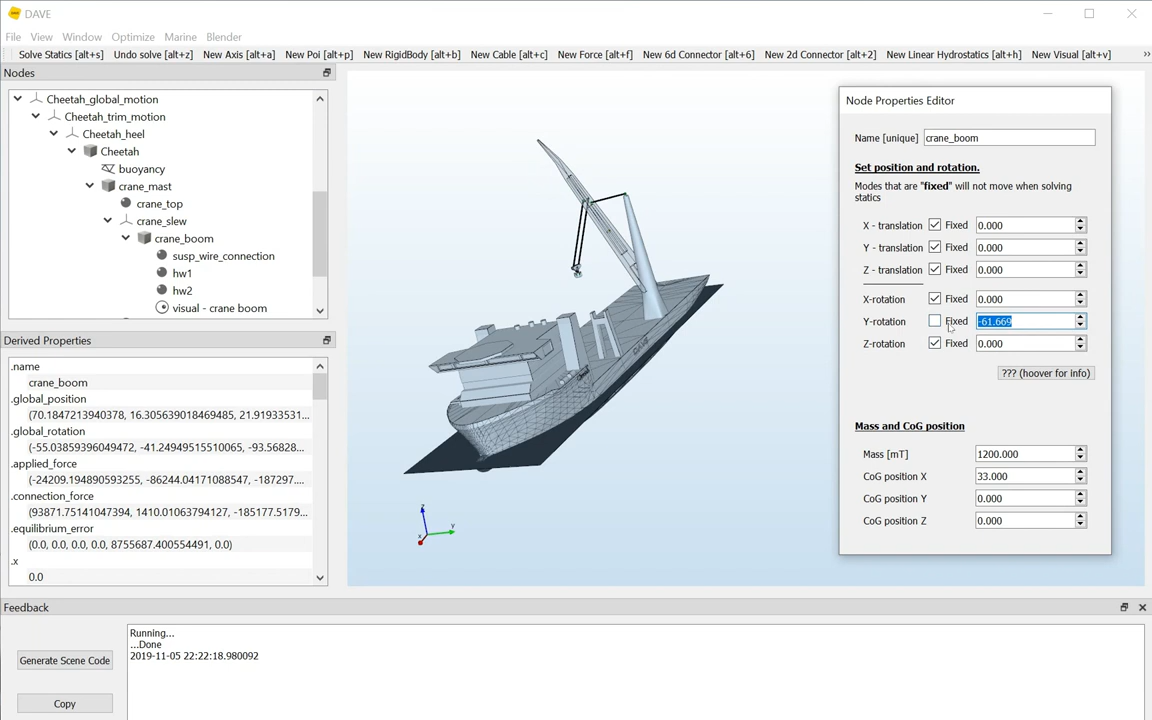 DAVE
File View Window Optimize Marine Blender
Solve Statics [alt+s] Undo solve [alt+z] New Axis [alt+a] New Poi [alt+p] New RigidBody [alt+b] New Cable [alt+c] New Force [alt+f] New 6d Connector [alt+6] New 2d Connector [alt+2] New Linear Hydrostatics [alt+h] New Visual [alt+v] »
Nodes
Cheetah_global_motion
Cheetah_trim_motion
Cheetah_heel
Cheetah
buoyancy
crane_mast
crane_top
crane_slew
crane_boom
susp_wire_connection
hw1
hw2
visual - crane boom
Derived Properties
.name
crane_boom
.global_position
(70.1847213940378, 16.305639018469485, 21.91933531...
.global_rotation
(-55.03859396049472, -41.24949515510065, -93.56828...
.applied_force
(-24209.194890593255, -86244.04171088547, -187297....
.connection_force
(93871.75141047394, 1410.01063794127, -185177.5179...
.equilibrium_error
(0.0, 0.0, 0.0, 0.0, 8755687.400554491, 0.0)
.x
0.0
Z
Y
X
Node Properties Editor
Name [unique] crane_boom
Set position and rotation.
Modes that are "fixed" will not move when solving
statics
X - translation Fixed 0.000
Y - translation Fixed 0.000
Z - translation Fixed 0.000
X-rotation Fixed 0.000
Y-rotation Fixed -61.669
Z-rotation Fixed 0.000
??? (hoover for info)
Mass and CoG position
Mass [mT] 1200.000
CoG position X 33.000
CoG position Y 0.000
CoG position Z 0.000
Feedback
Running...
...Done
2019-11-05 22:22:18.980092
Generate Scene Code
Copy